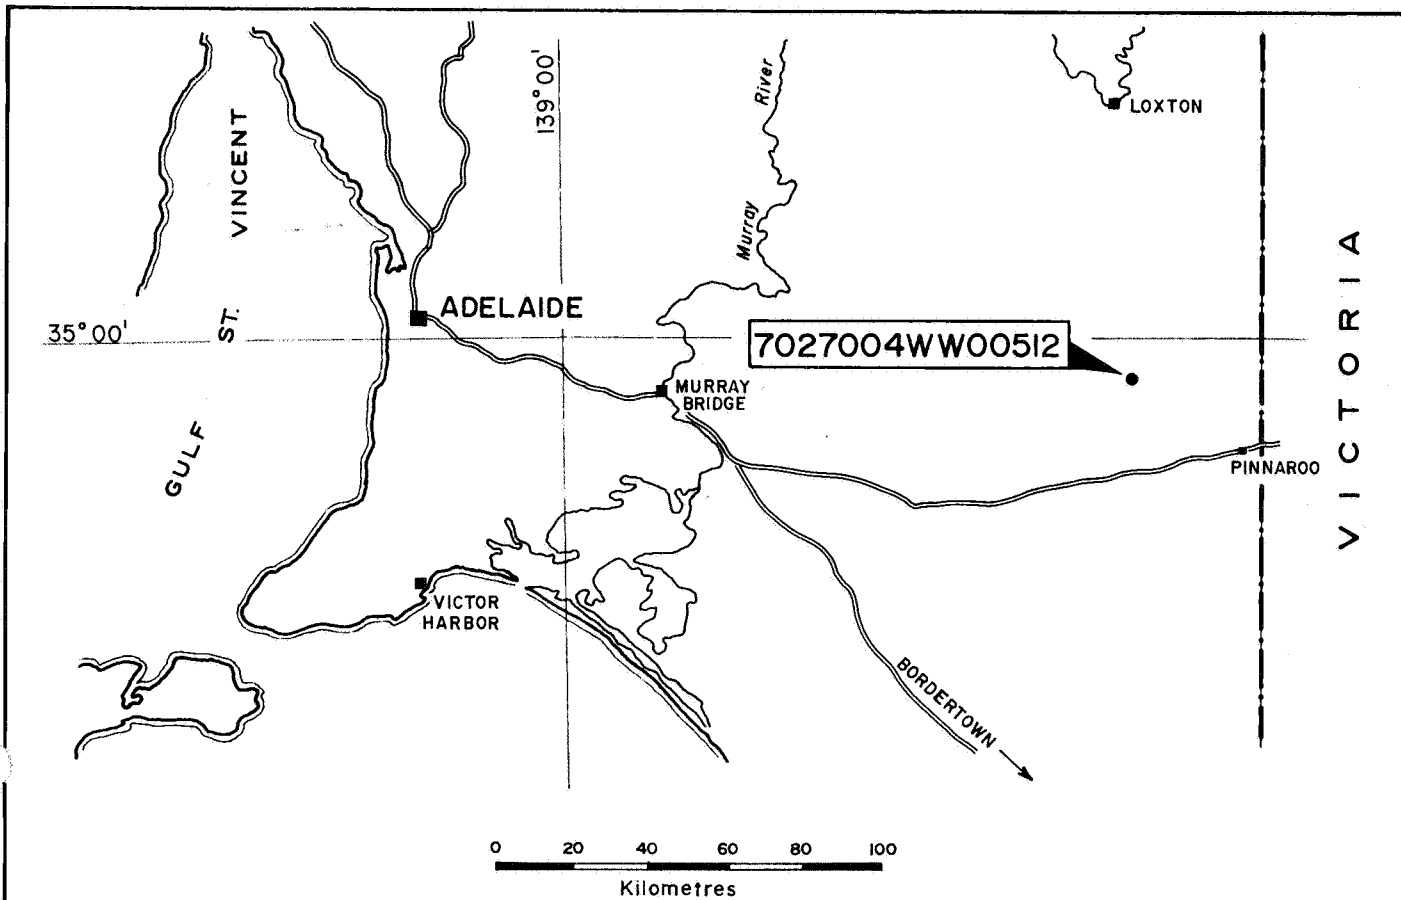 139°00'
River
LOXTON
VINCENT
Murray
VICTORIA
ADELAIDE
ST.
35°00'
7027004WW00512
MURRAY
BRIDGE
GULF
PINNAROO
VICTOR
HARBOR
BORDERTOWN
0 20 40 60 80 100
Kilometres